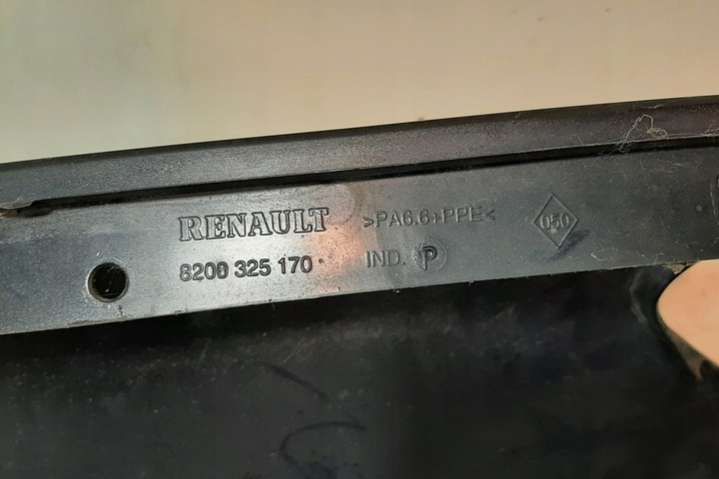 RENAULT
8200 325 170
>PA6.6+PPE<
IND. P
050